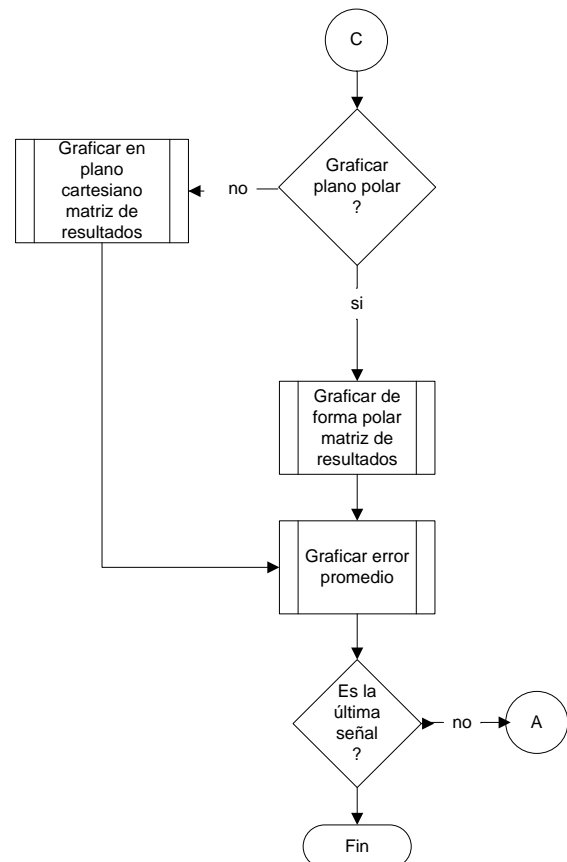 C
Graficar
plano polar
?
no
Graficar en
plano
cartesiano
matriz de
resultados
si
Graficar de
forma polar
matriz de
resultados
Graficar error
promedio
Es la
última
señal
?
no
A
Fin